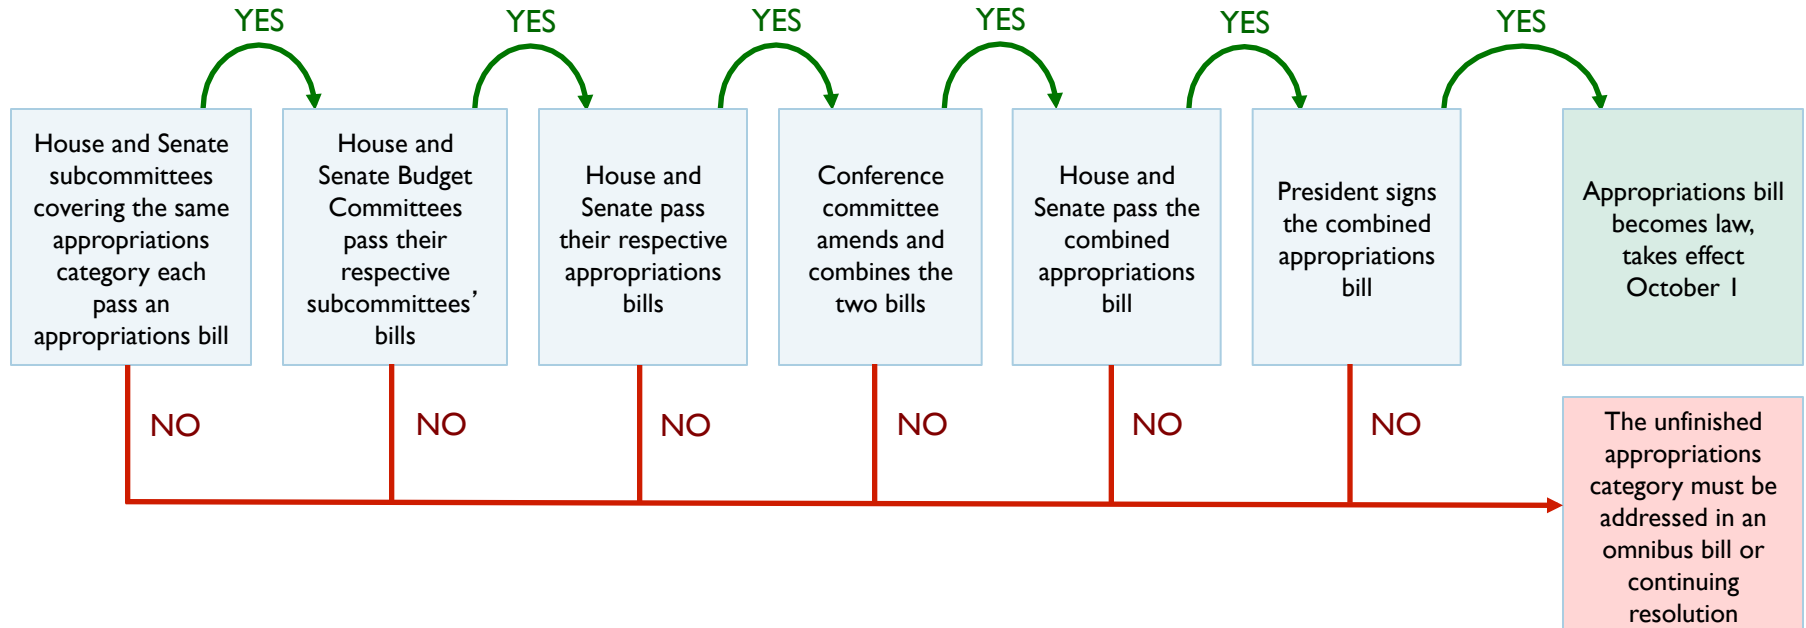 YES
YES
YES
YES
YES
YES
House and Senate
subcommittees
covering the same
appropriations
category each
pass an
appropriations bill
House and
Senate Budget
Committees
pass their
respective
subcommittees’
bills
House and
Senate pass
their respective
appropriations
bills
Conference
committee
amends and
combines the
two bills
House and
Senate pass the
combined
appropriations
bill
President signs
the combined
appropriations
bill
Appropriations bill
becomes law,
takes effect
October 1
NO
NO
NO
NO
NO
NO
The unfinished
appropriations
category must be
addressed in an
omnibus bill or
continuing
resolution